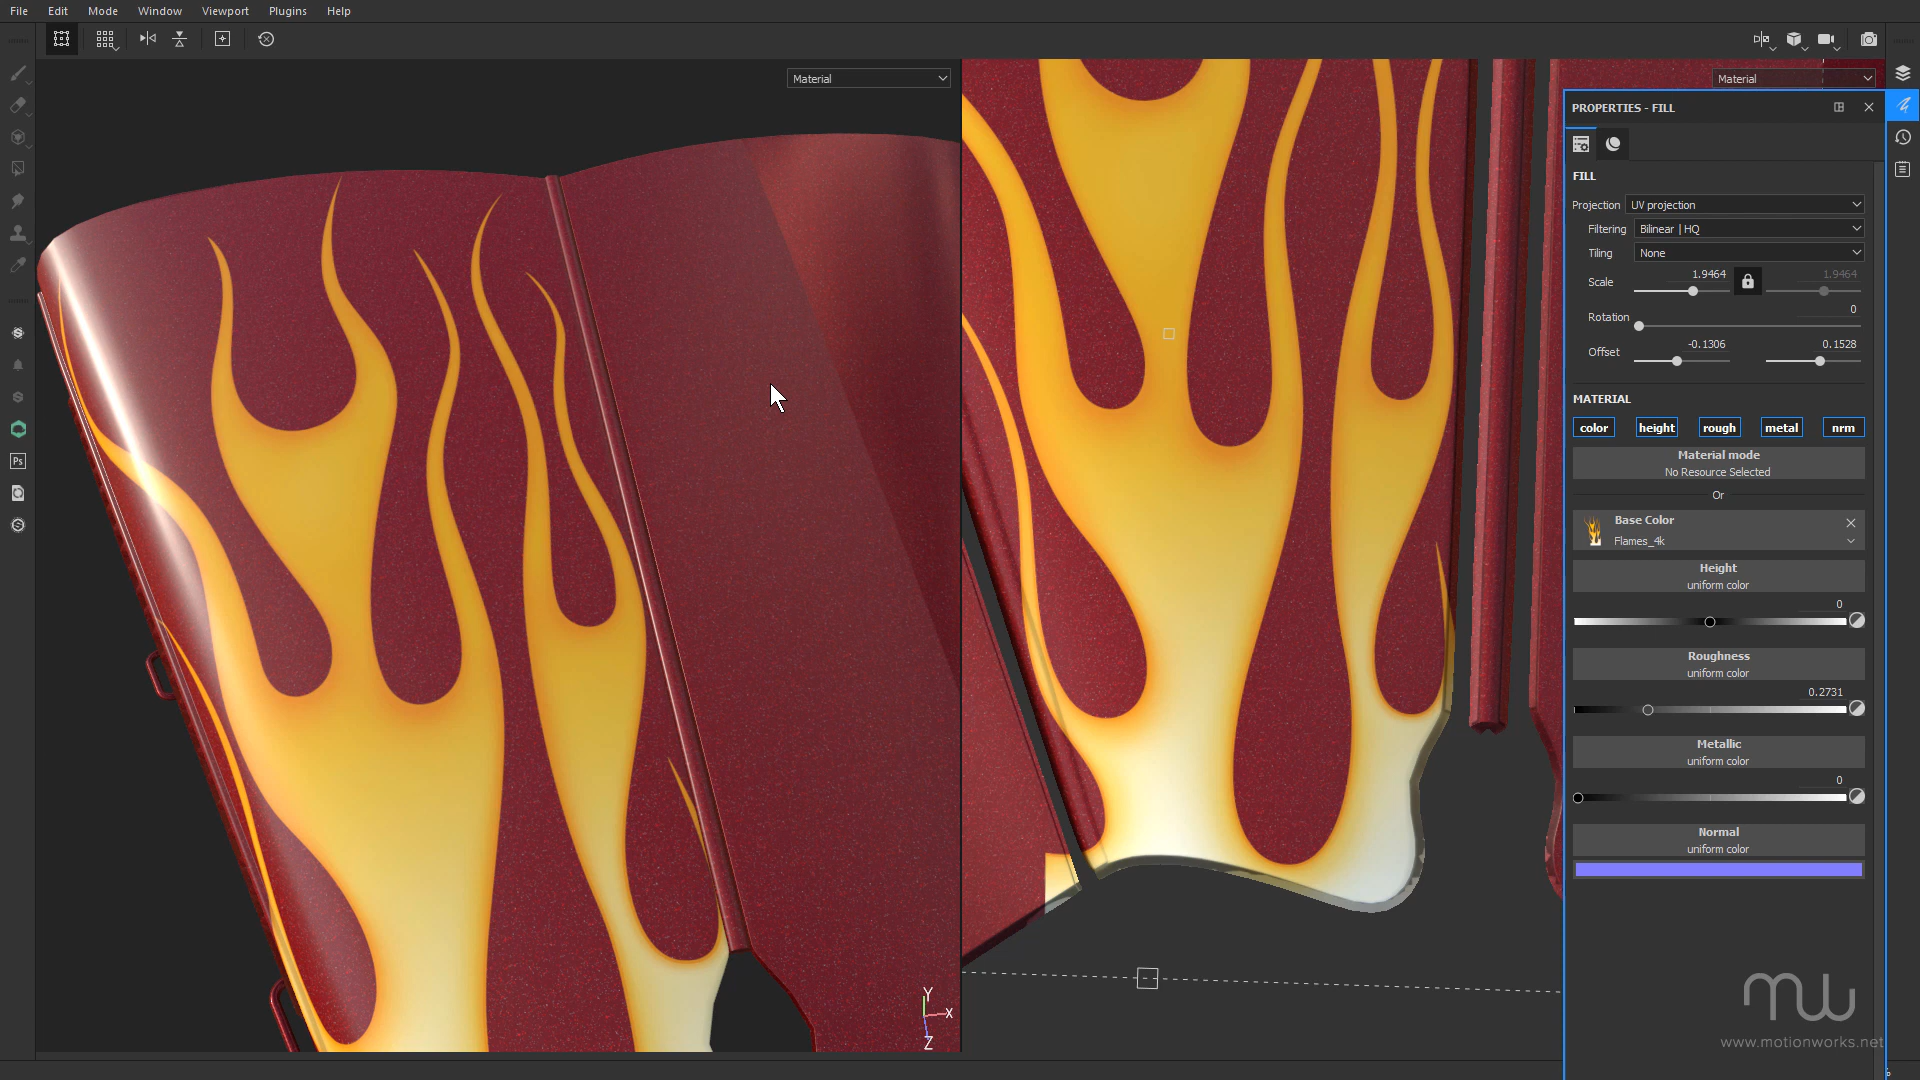 File Edit Mode Window Viewport Plugins Help
Material
Material
PROPERTIES - FILL
FILL
Projection UV projection
Filtering Bilinear | HQ
Tiling None
Scale 1.9464 1.9464
Rotation 0
Offset -0.1306 0.1528
MATERIAL
color height rough metal nrm
Material mode
No Resource Selected
Or
Base Color
Flames_4k
Height
uniform color
0
Roughness
uniform color
0.2731
Metallic
uniform color
0
Normal
uniform color
Ps
Y
X
Z
mw
www.motionworks.net